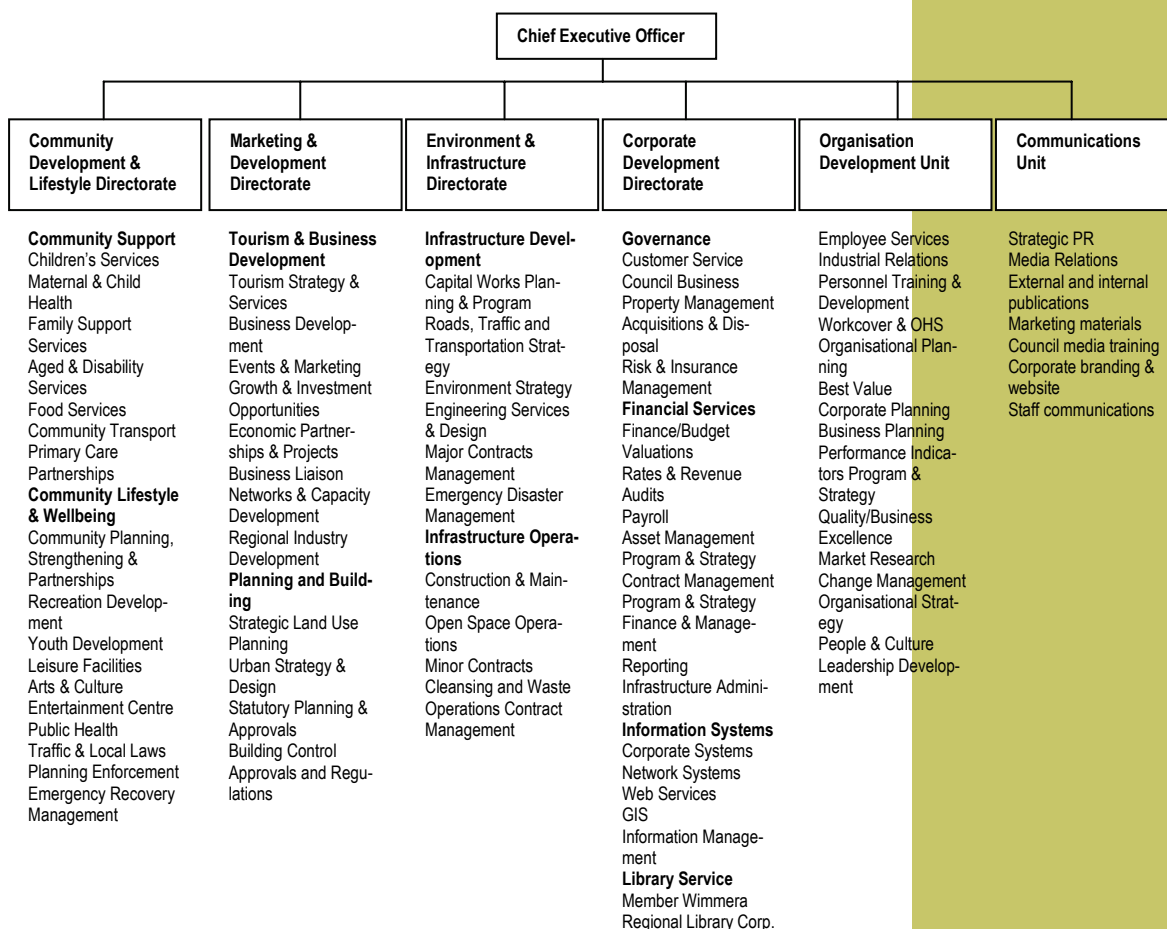 Chief Executive Officer
Community
Development &
Lifestyle Directorate
Marketing &
Development
Directorate
Environment &
Infrastructure
Directorate
Corporate
Development
Directorate
Organisation
Development Unit
Communications
Unit
Community Support
Children's Services
Maternal & Child
Health
Family Support
Services
Aged & Disability
Services
Food Services
Community Transport
Primary Care
Partnerships
Community Lifestyle
& Wellbeing
Community Planning,
Strengthening &
Partnerships
Recreation Develop-
ment
Youth Development
Leisure Facilities
Arts & Culture
Entertainment Centre
Public Health
Traffic & Local Laws
Planning Enforcement
Emergency Recovery
Management
Tourism & Business
Development
Tourism Strategy &
Services
Business Develop-
ment
Events & Marketing
Growth & Investment
Opportunities
Economic Partner-
ships & Projects
Business Liaison
Networks & Capacity
Development
Regional Industry
Development
Planning and Build-
ing
Strategic Land Use
Planning
Urban Strategy &
Design
Statutory Planning &
Approvals
Building Control
Approvals and Regu-
lations
Infrastructure Devel-
opment
Capital Works Plan-
ning & Program
Roads, Traffic and
Transportation Strat-
egy
Environment Strategy
Engineering Services
& Design
Major Contracts
Management
Emergency Disaster
Management
Infrastructure Opera-
tions
Construction & Main-
tenance
Open Space Opera-
tions
Minor Contracts
Cleansing and Waste
Operations Contract
Management
Governance
Customer Service
Council Business
Property Management
Acquisitions & Dis-
posal
Risk & Insurance
Management
Financial Services
Finance/Budget
Valuations
Rates & Revenue
Audits
Payroll
Asset Management
Program & Strategy
Contract Management
Program & Strategy
Finance & Manage-
ment
Reporting
Infrastructure Admini-
stration
Information Systems
Corporate Systems
Network Systems
Web Services
GIS
Information Manage-
ment
Library Service
Member Wimmera
Regional Library Corp.
Employee Services
Industrial Relations
Personnel Training &
Development
Workcover & OHS
Organisational Plan-
ning
Best Value
Corporate Planning
Business Planning
Performance Indica-
tors Program &
Strategy
Quality/Business
Excellence
Market Research
Change Management
Organisational Strat-
egy
People & Culture
Leadership Develop-
ment
Strategic PR
Media Relations
External and internal
publications
Marketing materials
Council media training
Corporate branding &
website
Staff communications